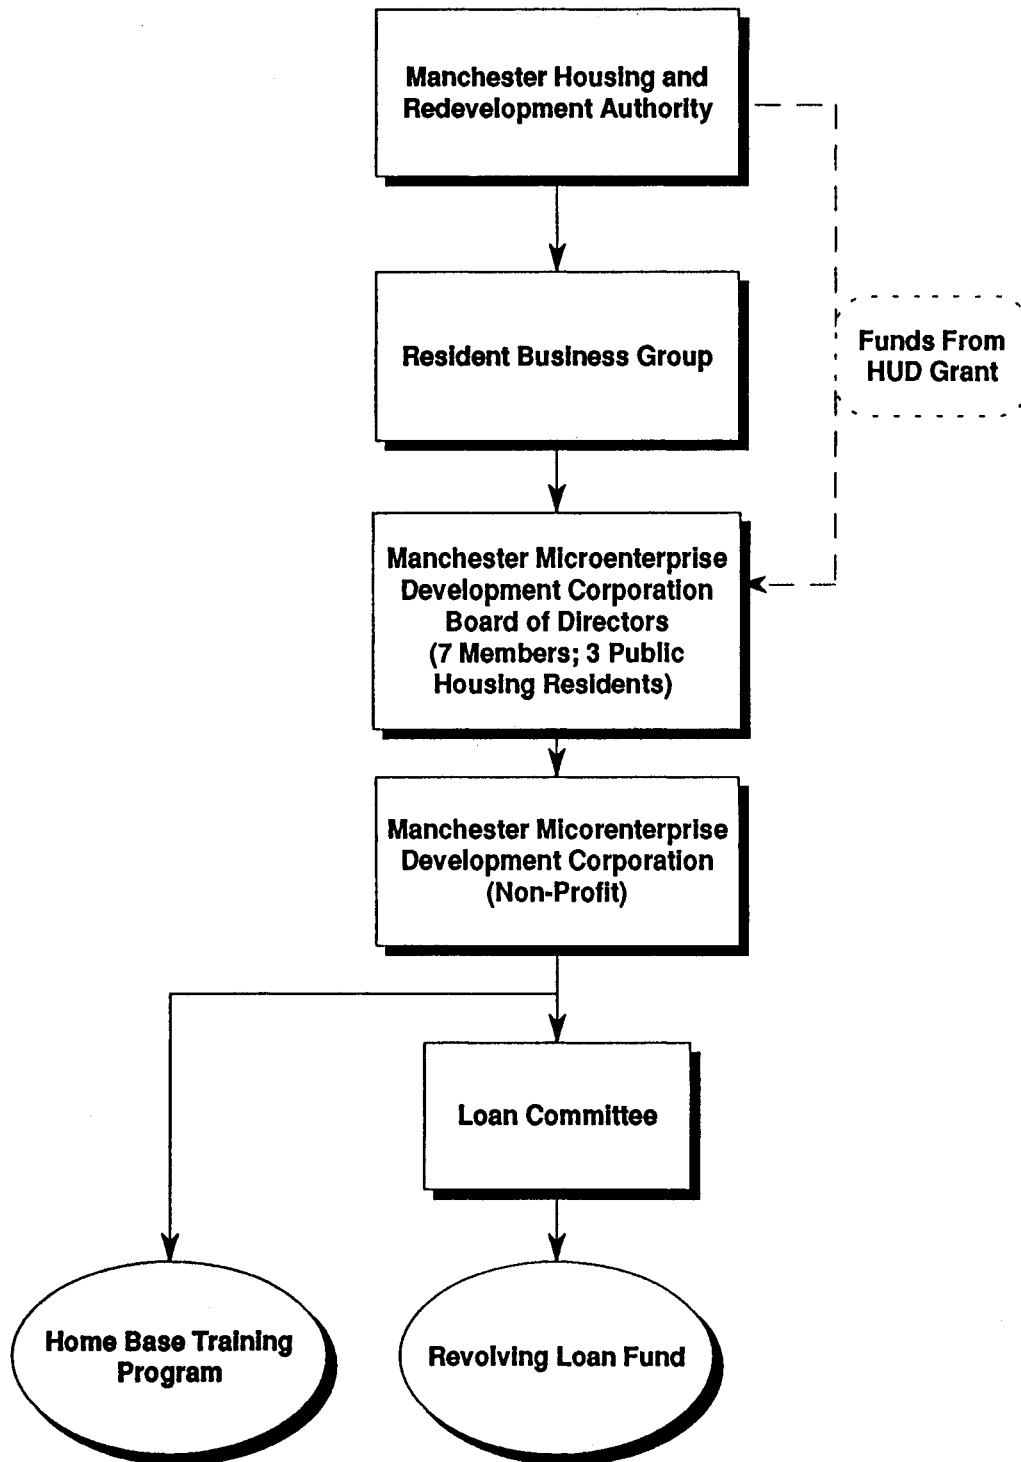 Manchester Housing and
Redevelopment Authority
Resident Business Group
Funds From
HUD Grant
Manchester Microenterprise
Development Corporation
Board of Directors
(7 Members; 3 Public
Housing Residents)
Manchester Micorenterprise
Development Corporation
(Non-Profit)
Loan Committee
Home Base Training
Program
Revolving Loan Fund